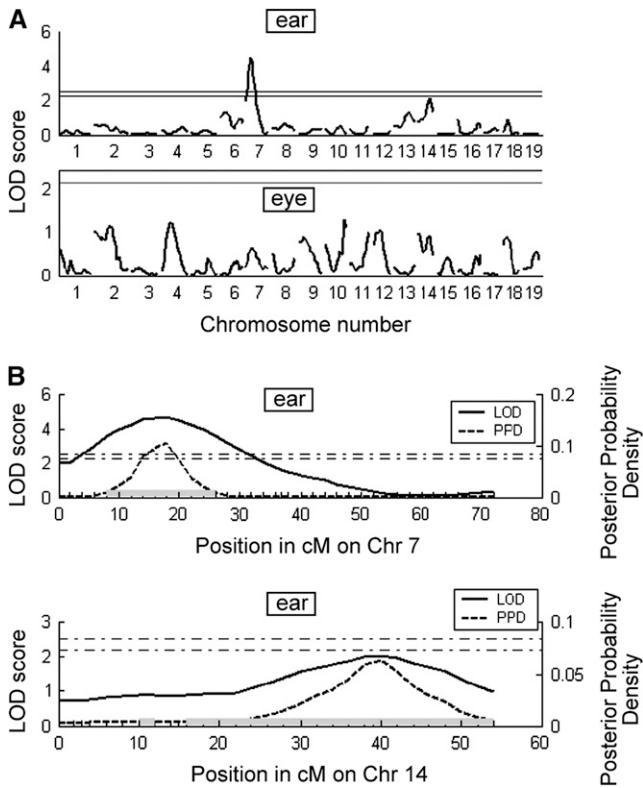 A
ear
6
4
2
0
LOD score
1 2 3 4 5 6 7 8 9 10 11 12 13 14 15 16 17 18 19
eye
2
1
0
1 2 3 4 5 6 7 8 9 10 11 12 13 14 15 16 17 18 19
Chromosome number
B
ear
LOD score
6
4
2
0
LOD
PPD
0.2
0.1
0
Posterior Probability
Density
0 10 20 30 40 50 60 70 80
Position in cM on Chr 7
ear
LOD score
3
2
1
0
LOD
PPD
0.1
0.05
0
Posterior Probability
Density
0 10 20 30 40 50 60
Position in cM on Chr 14